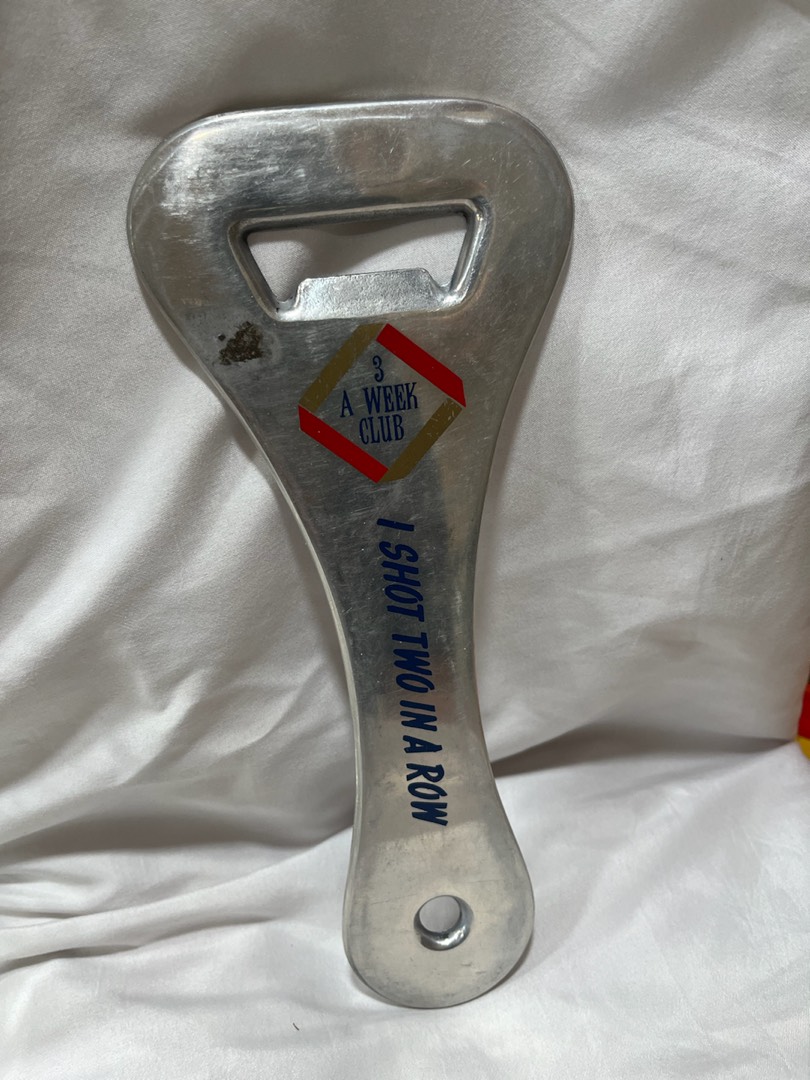 3
A WEEK
CLUB
I SHOT TWO IN A ROW